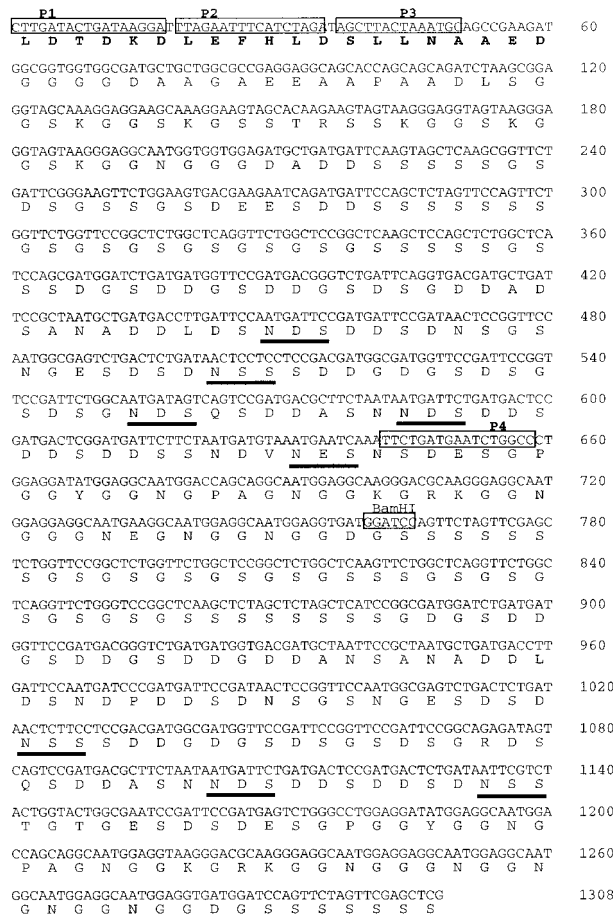 P1 P2 P3
CTTGATACTGATAAGGATTTAGAATTTCATCTAGATAGCTTACTAAATGCAGCCGAAGAT 60
L D T D K D L E F H L D S L L N A A E D
GGCGGTGGTGGCGATGCTGCTGGCGCCGAGGAGGCAGCACCAGCAGCAGATCTAAGCGGA 120
G G G G D A A G A E E A A P A A D L S G
GGTAGCAAAGGAGGAAGCAAAGGAAGTAGCACAAGAAGTAGTAAGGGAGGTAGTAAGGGA 180
G S K G G S K G S S T R S S K G G S K G
GGTAGTAAGGGAGGCAATGGTGGTGGAGATGCTGATGATTCAAGTAGCTCAAGCGGTTCT 240
G S K G G N G G G D A D D S S S S S G S
GATTCGGGAAGTTCTGGAAGTGACGAAGAATCAGATGATTCCAGCTCTAGTTCCAGTTCT 300
D S G S S G S D E E S D D S S S S S S S
GGTTCTGGTTCCGGCTCTGGCTCAGGTTCTGGCTCCGGCTCAAGCTCCAGCTCTGGCTCA 360
G S G S G S G S G S G S G S S S S S G S
TCCAGCGATGGATCTGATGATGGTTCCGATGACGGGTCTGATTCAGGTGACGATGCTGAT 420
S S D G S D D G S D D G S D S G D D A D
TCCGCTAATGCTGATGACCTTGATTCCAATGATTCCGATGATTCCGATAACTCCGGTTCC 480
S A N A D D L D S N D S D D S D N S G S
AATGGCGAGTCTGACTCTGATAACTCCTCCTCCGACGATGGCGATGGTTCCGATTCCGGT 540
N G E S D S D N S S S D D G D G S D S G
TCCGATTCTGGCAATGATAGTCAGTCCGATGACGCTTCTAATAATGATTCTGATGACTCC 600
S D S G N D S Q S D D A S N N D S D D S
DGATGACTCGGATGATTCTTCTAATGATGTAAATGAATCAAATTCTGATGAATCTGGCCCT 660
D D S D D S S N D V N E S N S D E S G P
P4
GGAGGATATGGAGGCAATGGACCAGCAGGCAATGGAGGCAAGGGACGCAAGGGAGGCAAT 720
G G Y G G N G P A G N G G K G R K G G N
BamHI
GGAGGAGGCAATGAAGGCAATGGAGGCAATGGAGGTGATGGATCCAGTTCTAGTTCGAGC 780
G G G N E G N G G N G G D G S S S S S S
TCTGGTTCCGGCTCTGGTTCTGGCTCCGGCTCTGGCTCAAGTTCTGGCTCAGGTTCTGGC 840
S G S G S G S G S G S G S S S G S G S G
TCAGGTTCTGGGTCCGGCTCAAGCTCTAGCTCTAGCTCATCCGGCGATGGATCTGATGAT 900
S G S G S G S S S S S S S S G D G S D D
GGTTCCGATGACGGGTCTGATGATGGTGACGATGCTAATTCCGCTAATGCTGATGACCTT 960
G S D D G S D D G D D A N S A N A D D L
GATTCCAATGATCCCGATGATTCCGATAACTCCGGTTCCAATGGCGAGTCTGACTCTGAT 1020
D S N D P D D S D N S G S N G E S D S D
AACTCTTCCTCCGACGATGGCGATGGTTCCGATTCCGGTTCCGATTCCGGCAGAGATAGT 1080
N S S S D D G D G S D S G S D S G R D S
CAGTCCGATGACGCTTCTAATAATGATTCTGATGACTCCGATGACTCTGATAATTCGTCT 1140
Q S D D A S N N D S D D S D D S D N S S
ACTGGTACTGGCGAATCCGATTCCGATGAGTCTGGGCCTGGAGGATATGGAGGCAATGGA 1200
T G T G E S D S D E S G P G G Y G G N G
CCAGCAGGCAATGGAGGTAAGGGACGCAAGGGAGGCAATGGAGGAGGCAATGGAGGCAAT 1260
P A G N G G K G R K G G N G G G N G G N
GGCAATGGAGGCAATGGAGGTGATGGATCCAGTTCTAGTTCGAGCTCG 1308
G N G G N G G D G S S S S S S